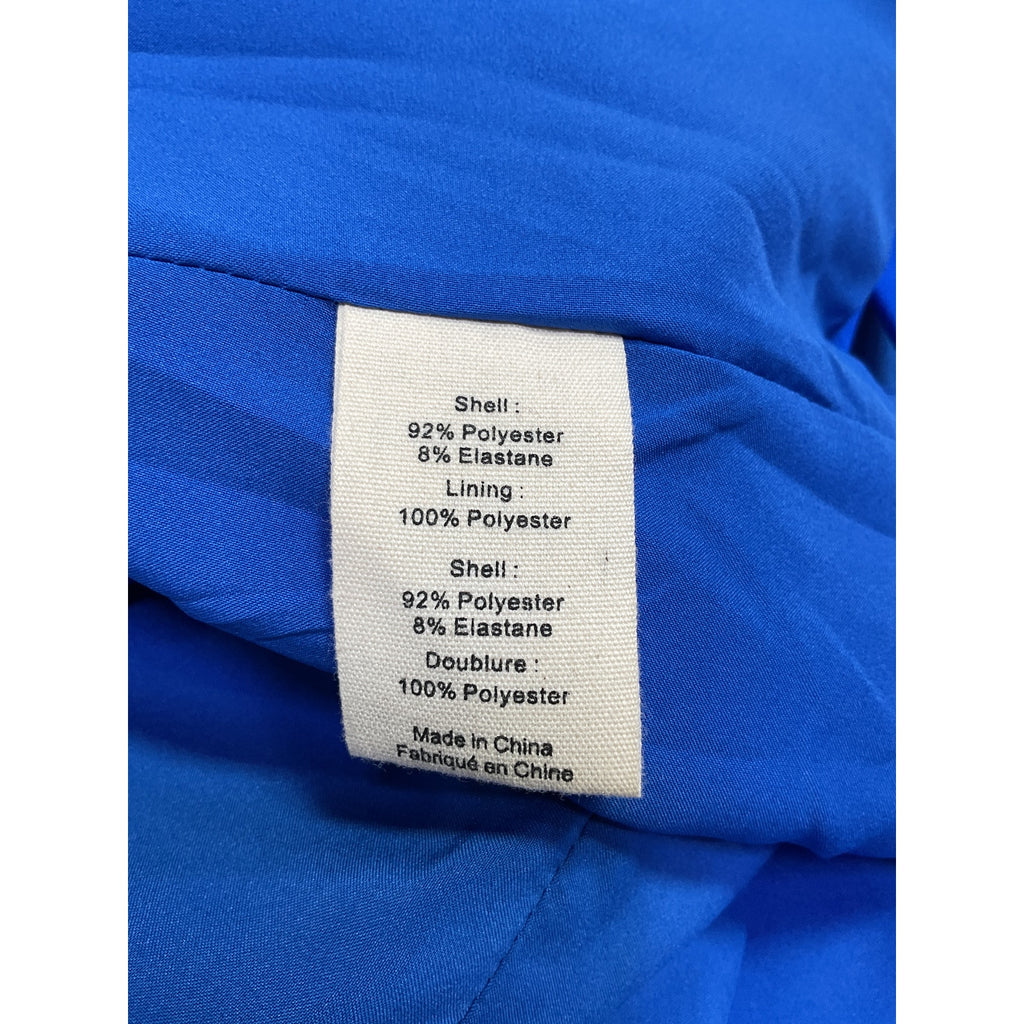 Shell :
92% Polyester
8% Elastane
Lining :
100% Polyester
Shell :
92% Polyester
8% Elastane
Doublure :
100% Polyester
Made in China
Fabriqué en Chine